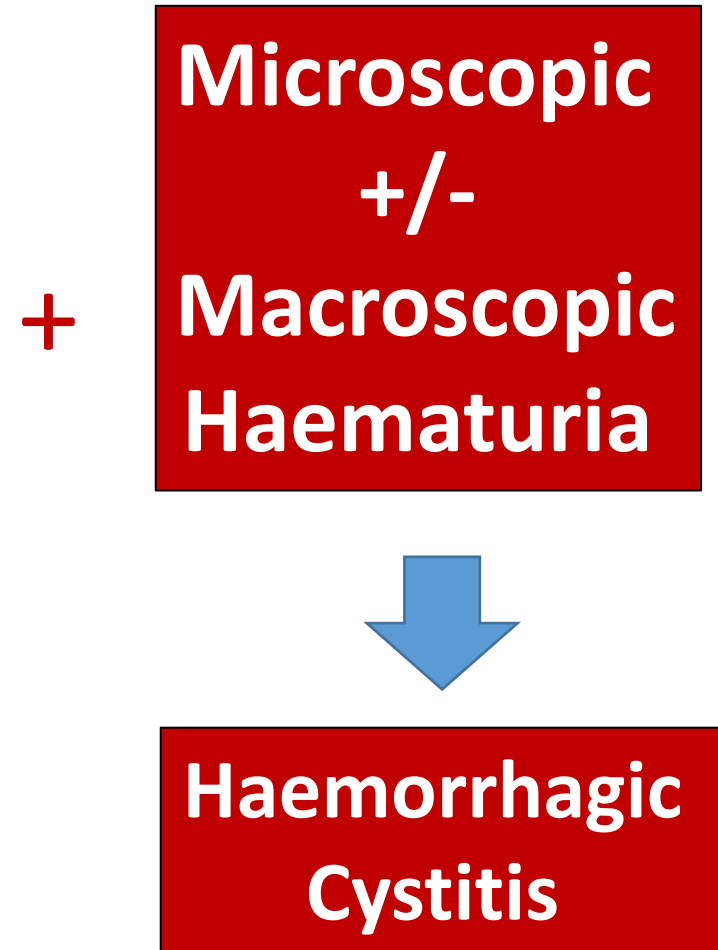 Microscopic
+/-
Macroscopic
Haematuria
+
Haemorrhagic
Cystitis